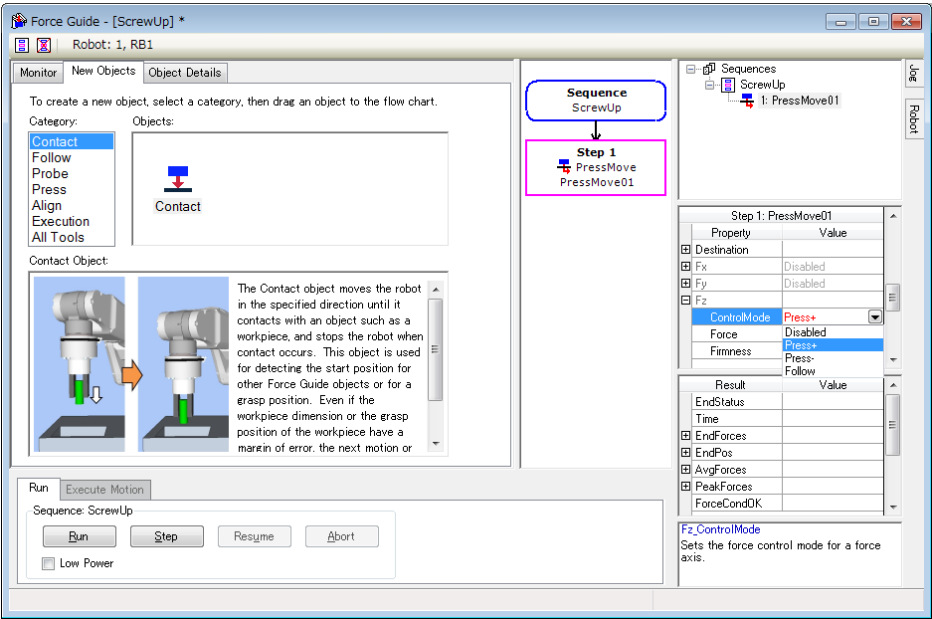 Force Guide - [ScrewUp] *
Robot: 1, RB1
Monitor
New Objects
Object Details
To create a new object, select a category, then drag an object to the flow chart.
Category:
Objects:
Contact
Follow
Probe
Press
Align
Execution
All Tools
Contact
Contact Object:
The Contact object moves the robot
in the specified direction until it
contacts with an object such as a
workpiece, and stops the robot when
contact occurs. This object is used
for detecting the start position for
other Force Guide objects or for a
grasp position. Even if the
workpiece dimension or the grasp
position of the workpiece have a
margin of error, the next motion or
Run
Execute Motion
Sequence: ScrewUp
Run
Step
Resume
Abort
Low Power
Sequence
ScrewUp
Step 1
PressMove
PressMove01
Sequences
ScrewUp
1: PressMove01
Jog
Robot
Step 1: PressMove01
Property Value
Destination
Fx Disabled
Fy Disabled
Fz
ControlMode Press+
Force
Firmness
Disabled
Press+
Press-
Follow
Result Value
EndStatus
Time
EndForces
EndPos
AvgForces
PeakForces
ForceCondOK
Fz_ControlMode
Sets the force control mode for a force
axis.